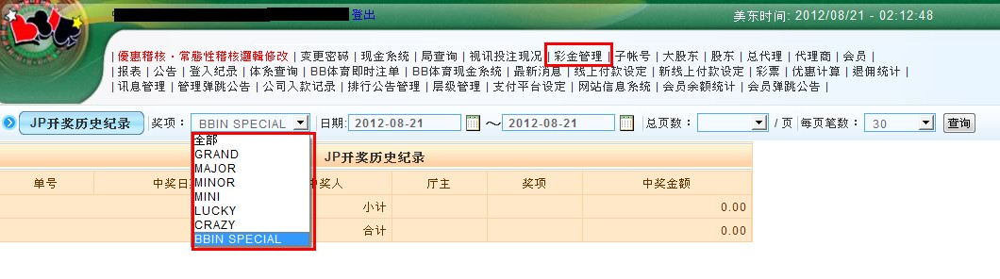 登出
美东时间: 2012/08/21 - 02:12:48
| 優惠稽核·常態性稽核邏輯修改 | 变更密码 | 现金系统 | 局查询 | 视讯投注现况 | 彩金管理 | 子帐号 | 大股东 | 股东 | 总代理 | 代理商 | 会员 |
| 报表 | 公告 | 登入纪录 | 体系查询 | BB体育即时注单 | BB体育现金系统 | 最新消息 | 线上付款设定 | 新线上付款设定 | 彩票 | 优惠计算 | 退佣统计 |
| 讯息管理 | 管理弹跳公告 | 公司入款记录 | 排行公告管理 | 层级管理 | 支付平台设定 | 网站信息系统 | 会员余额统计 | 会员弹跳公告 |
JP开奖历史纪录 奖项： BBIN SPECIAL 日期: 2012-08-21 ～ 2012-08-21 | 总页数： / 页 | 每页笔数： 30 查询
全部
GRAND
MAJOR
MINOR
MINI
LUCKY
CRAZY
BBIN SPECIAL
JP开奖历史纪录
单号 中奖日 中奖人 厅主 奖项 中奖金额
小计 0.00
合计 0.00